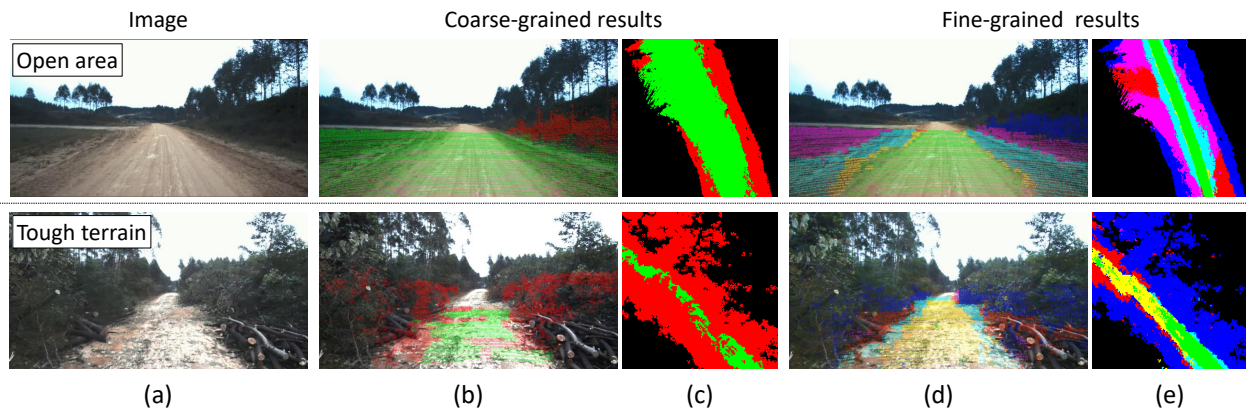 Image
Coarse-grained results
Fine-grained results
Open area
Tough terrain
(a)
(b)
(c)
(d)
(e)